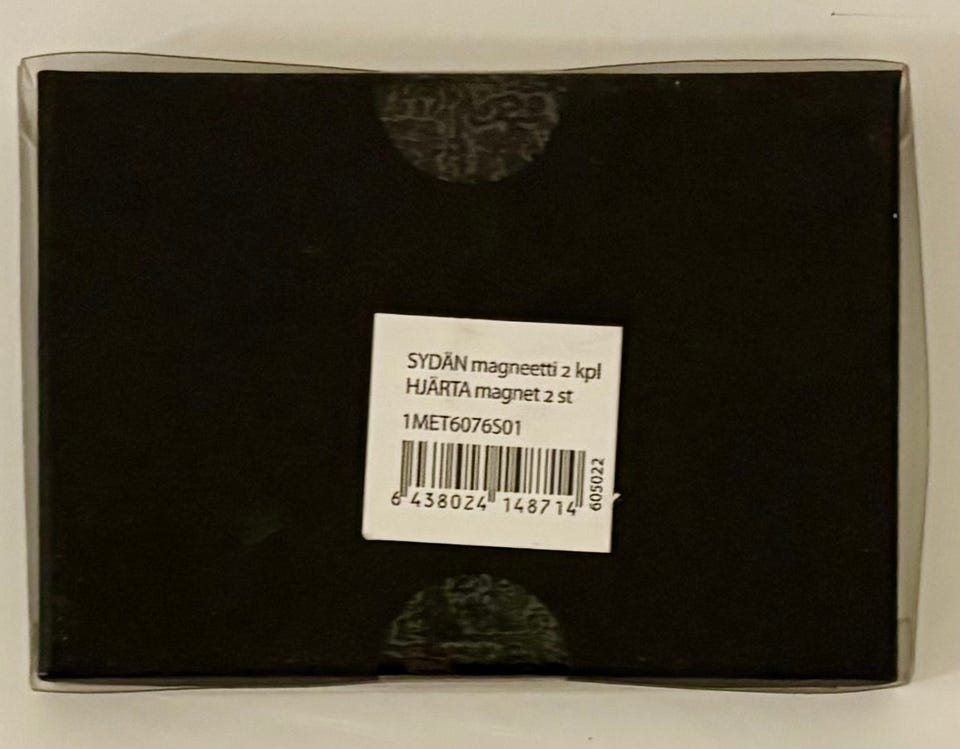 SYDÄN magneetti 2 kpl
HJÄRTA magnet 2 st
1MET6076S01
6 438024 148714
605022